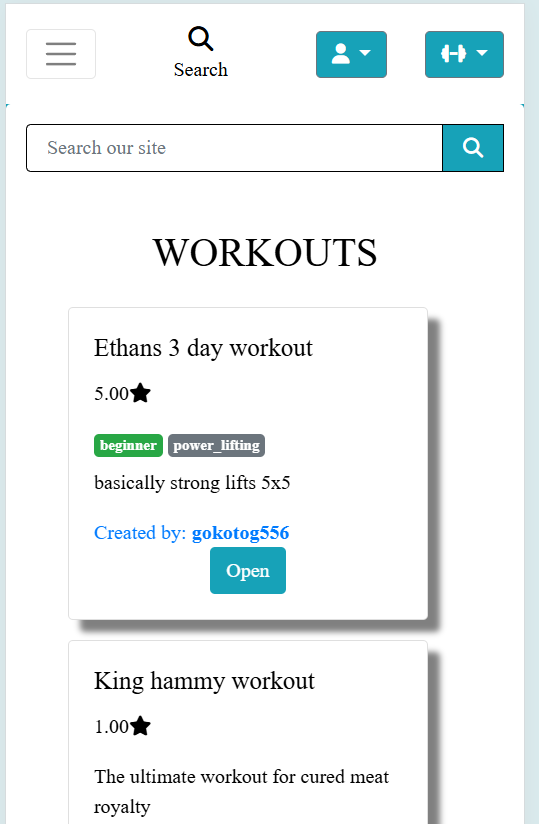 Search
Search our site
WORKOUTS
Ethans 3 day workout
5.00
beginner power_lifting
basically strong lifts 5x5
Created by: gokotog556
Open
King hammy workout
1.00
The ultimate workout for cured meat
royalty